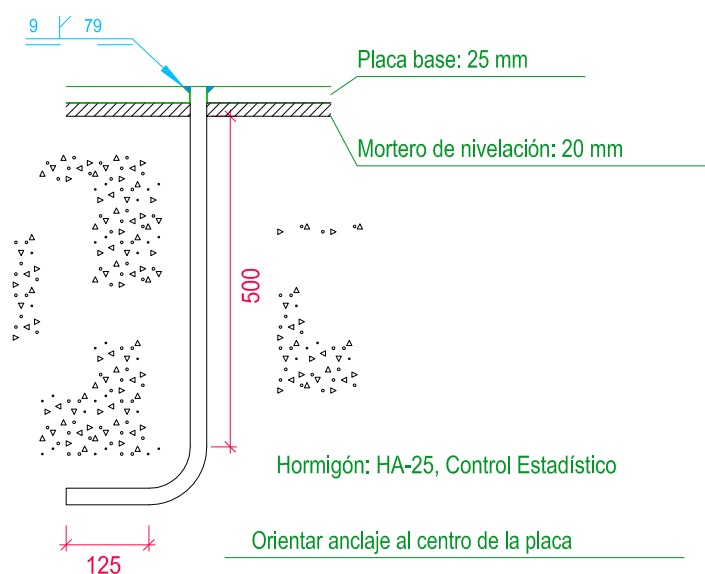 9 79
Placa base: 25 mm
Mortero de nivelación: 20 mm
500
Hormigón: HA-25, Control Estadístico
Orientar anclaje al centro de la placa
125